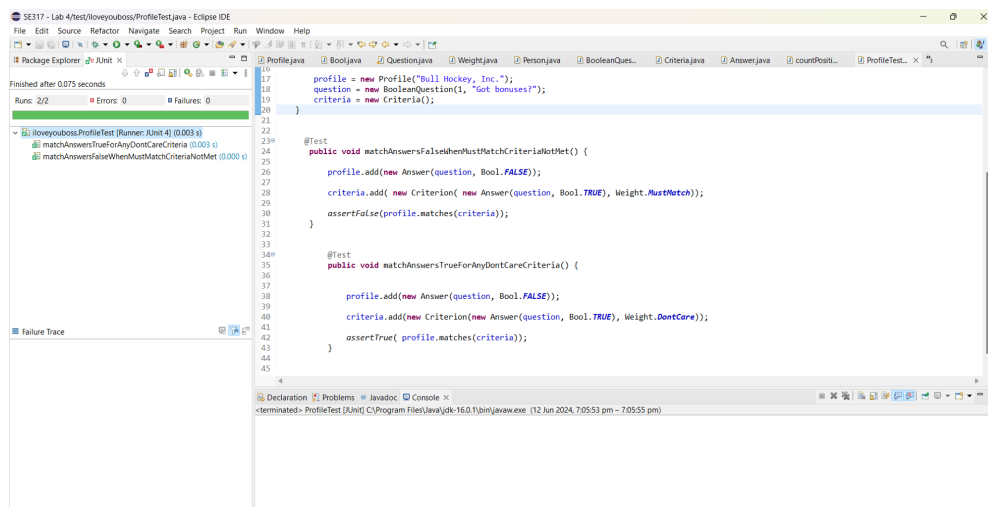 SE317 - Lab 4/test/iloveyouboss/ProfileTest.java - Eclipse IDE
File Edit Source Refactor Navigate Search Project Run Window Help
Package Explorer JUnit
Profile.java Bool.java Question.java Weight.java Person.java BooleanQues... Criteria.java Answer.java countPositi... ProfileTest... 
Finished after 0.075 seconds
Runs: 2/2 Errors: 0 Failures: 0
iloveyouboss.ProfileTest [Runner: JUnit 4] (0.003 s)
matchAnswersTrueForAnyDontCareCriteria (0.003 s)
matchAnswersFalseWhenMustMatchCriteriaNotMet (0.000 s)
Failure Trace
16
17 profile = new Profile("Bull Hockey, Inc.");
18 question = new BooleanQuestion(1, "Got bonuses?");
19 criteria = new Criteria();
20 }
21
22
23 @Test
24 public void matchAnswersFalseWhenMustMatchCriteriaNotMet() {
25
26 profile.add(new Answer(question, Bool.FALSE));
27
28 criteria.add( new Criterion( new Answer(question, Bool.TRUE), Weight.MustMatch));
29
30 assertFalse(profile.matches(criteria));
31 }
32
33
34 @Test
35 public void matchAnswersTrueForAnyDontCareCriteria() {
36
37
38 profile.add(new Answer(question, Bool.FALSE));
39
40 criteria.add(new Criterion(new Answer(question, Bool.TRUE), Weight.DontCare));
41
42 assertTrue( profile.matches(criteria));
43 }
44
45
Declaration Problems Javadoc Console
<terminated> ProfileTest [JUnit] C:\Program Files\Java\jdk-16.0.1\bin\javaw.exe (12 Jun 2024, 7:05:53 pm – 7:05:55 pm)